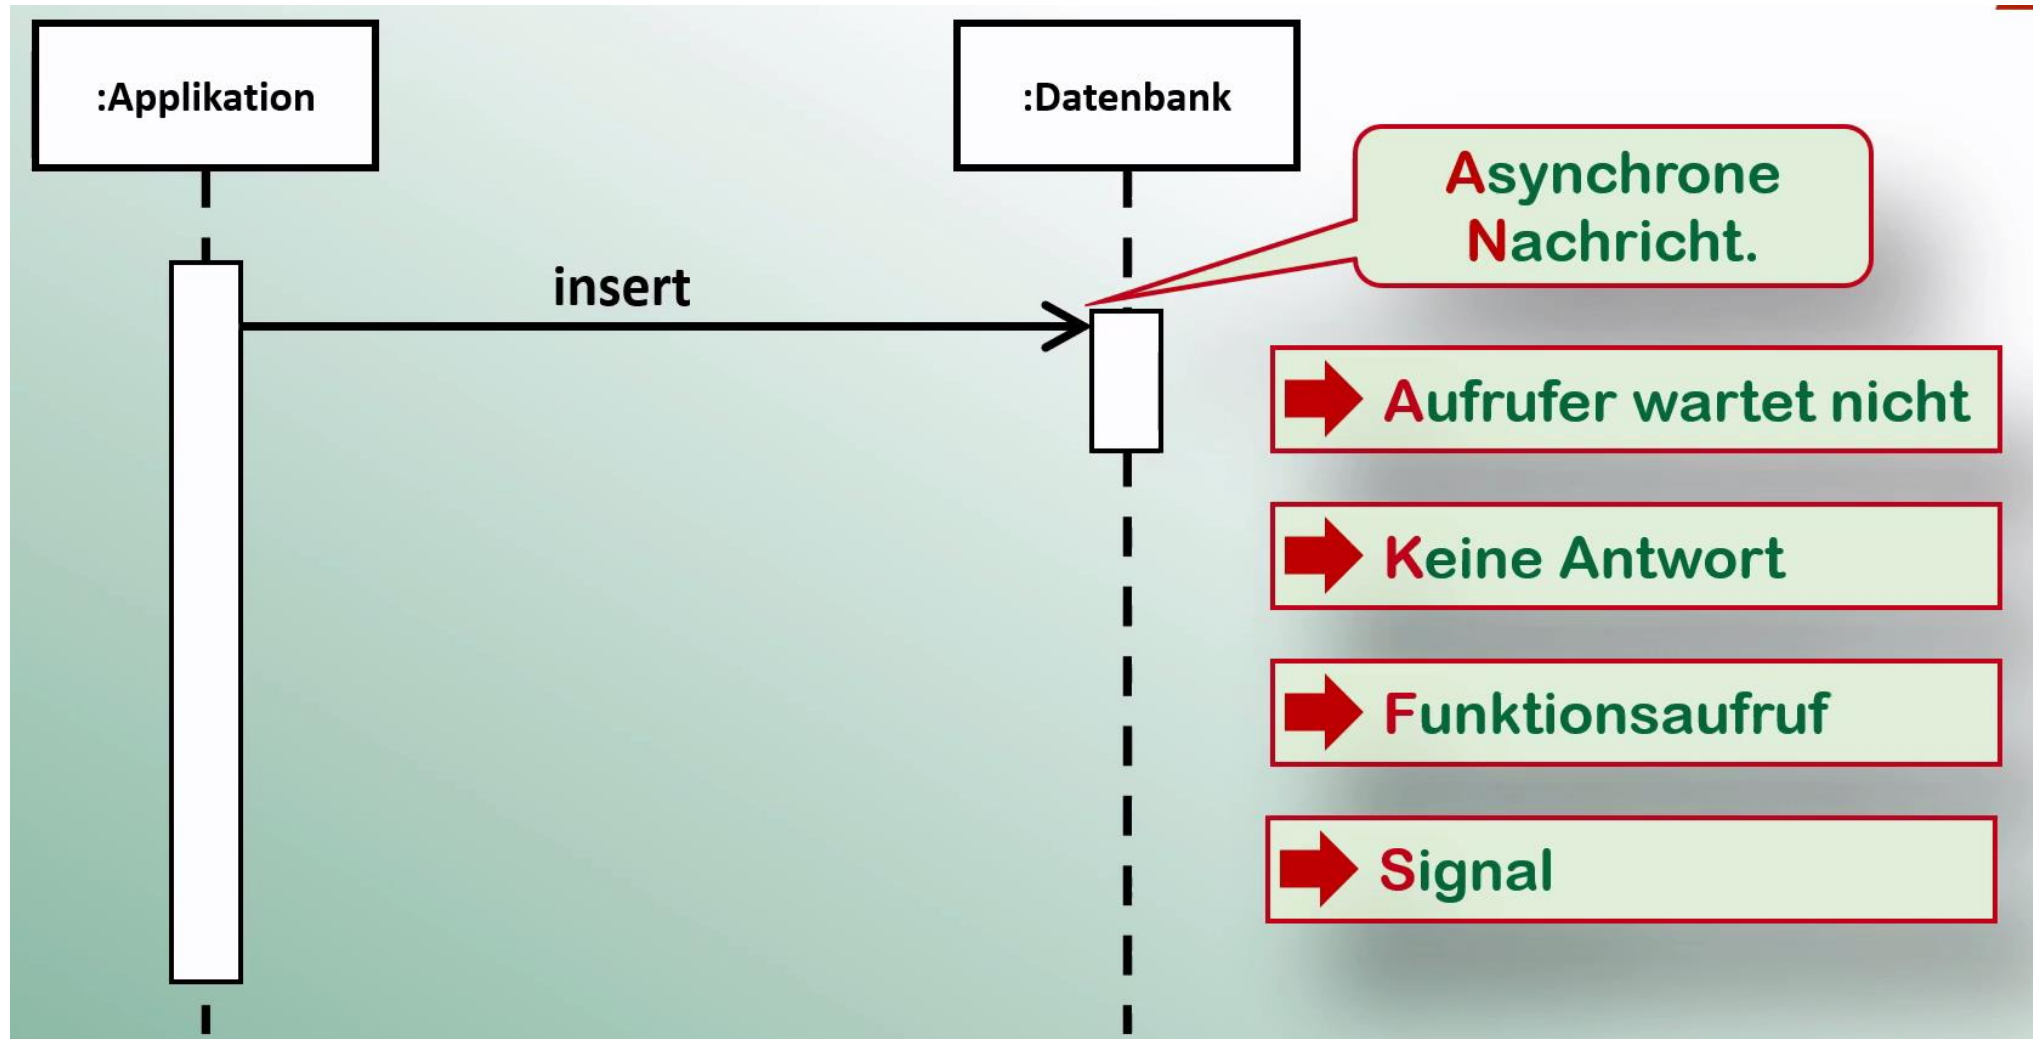 :Applikation
:Datenbank
Asynchrone
Nachricht.
insert
Aufrufer wartet nicht
Keine Antwort
Funktionsaufruf
Signal